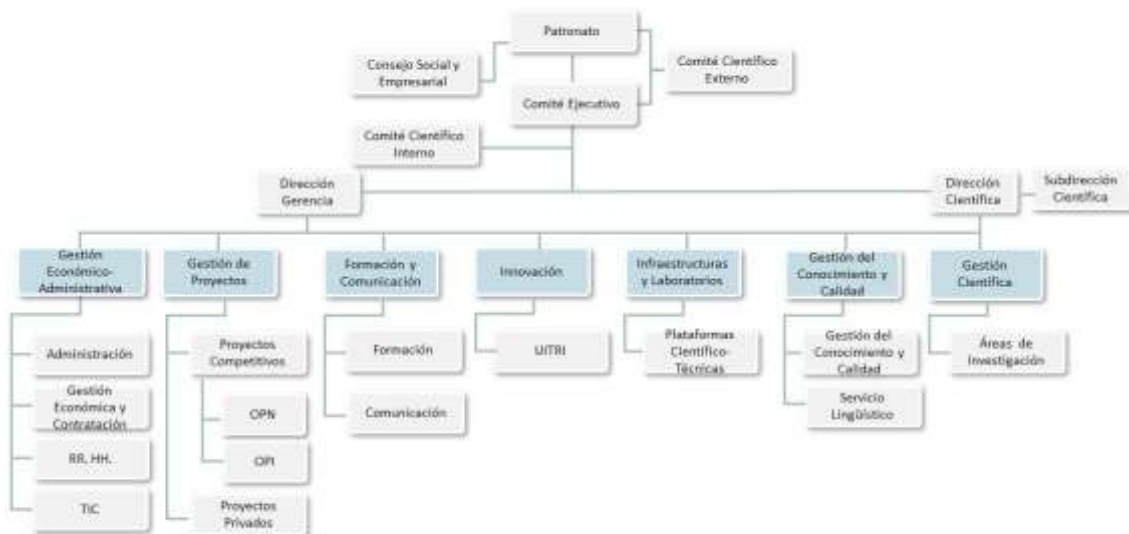 Patronato
Consejo Social y
Empresarial
Comité Científico
Externo
Comité Ejecutivo
Comité Científico
Interno
Dirección
Gerencia
Dirección
Científica
Subdirección
Científica
Gestión
Económico-
Administrativa
Gestión de
Proyectos
Formación y
Comunicación
Innovación
Infraestructuras
y Laboratorios
Gestión del
Conocimiento y
Calidad
Gestión
Científica
Administración
Gestión
Económica y
Contratación
RR. HH.
TIC
Proyectos
Competitivos
OPN
OPI
Proyectos
Privados
Formación
Comunicación
UITRI
Plataformas
Científico-
Técnicas
Gestión del
Conocimiento y
Calidad
Servicio
Lingüístico
Áreas de
Investigación